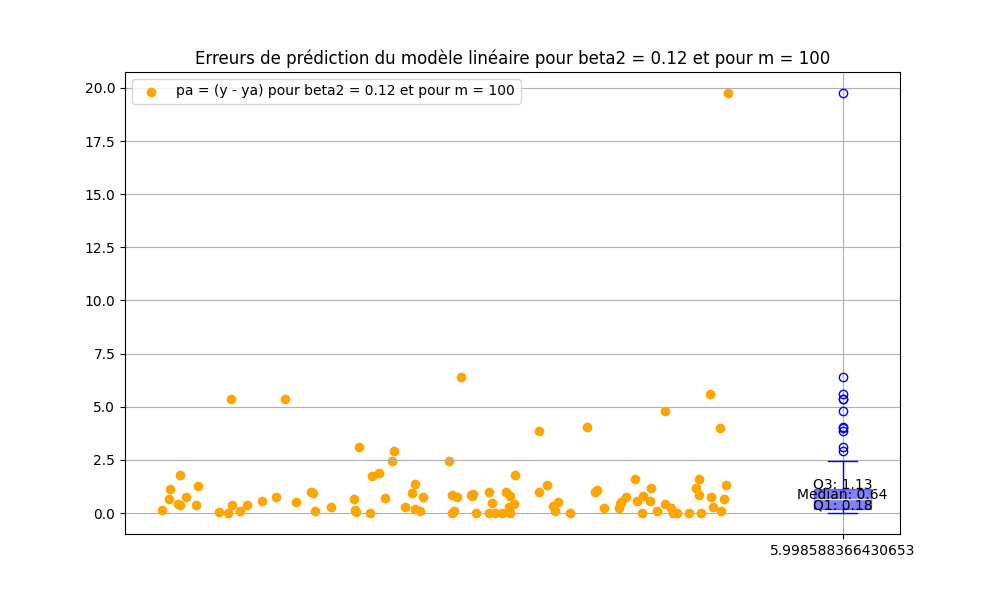 Erreurs de prédiction du modèle linéaire pour beta2 = 0.12 et pour m = 100
pa = (y - ya) pour beta2 = 0.12 et pour m = 100
20.0
17.5
15.0
12.5
10.0
7.5
5.0
2.5
0.0
Q3: 1.13
Median: 0.64
Q1: 0.18
5.998588366430653